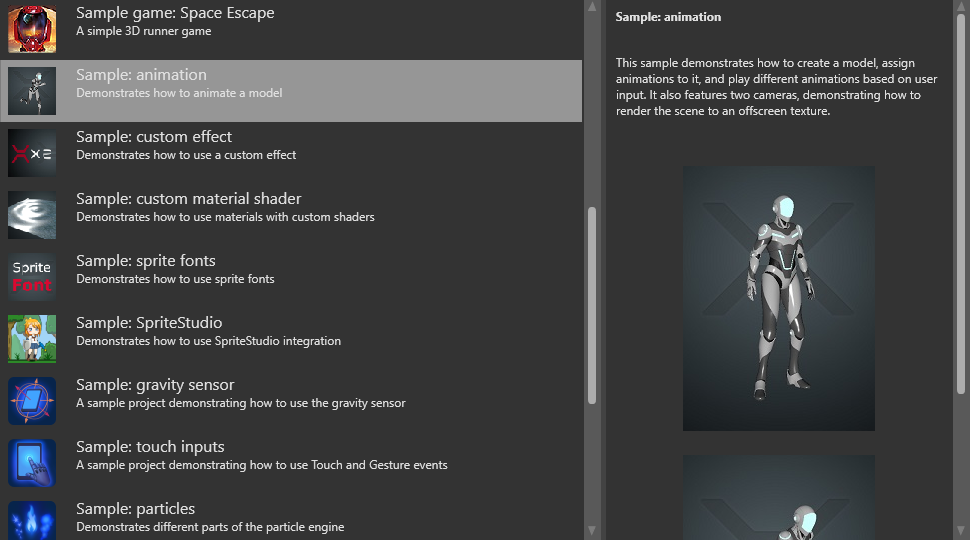 Sample game: Space Escape
A simple 3D runner game
Sample: animation
Demonstrates how to animate a model
Sample: custom effect
Demonstrates how to use a custom effect
Sample: custom material shader
Demonstrates how to use materials with custom shaders
Sprite
Font
Sample: sprite fonts
Demonstrates how to use sprite fonts
Sample: SpriteStudio
Demonstrates how to use SpriteStudio integration
Sample: gravity sensor
A sample project demonstrating how to use the gravity sensor
Sample: touch inputs
A sample project demonstrating how to use Touch and Gesture events
Sample: particles
Demonstrates different parts of the particle engine
Sample: animation
This sample demonstrates how to create a model, assign
animations to it, and play different animations based on user
input. It also features two cameras, demonstrating how to
render the scene to an offscreen texture.